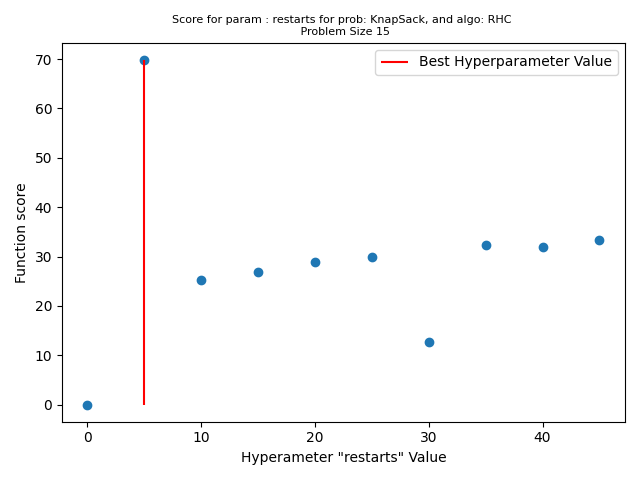 Score for param : restarts for prob: KnapSack, and algo: RHC
Problem Size 15
Best Hyperparameter Value
70
60
50
40
30
20
10
0
Function score
0
10
20
30
40
Hyperameter "restarts" Value